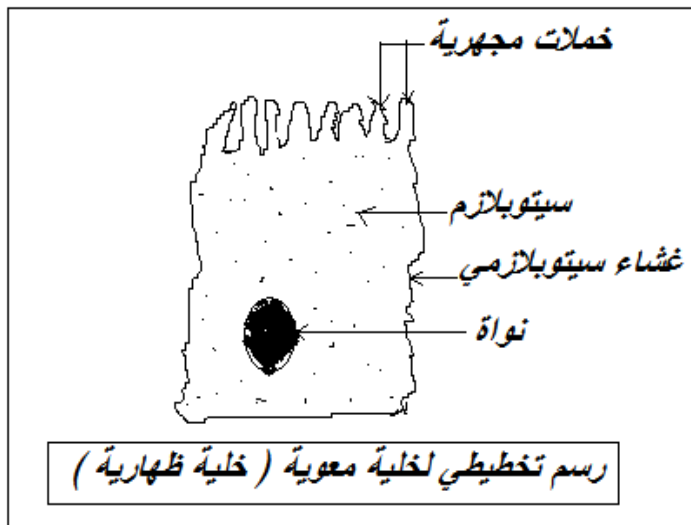 خملات مجهرية
سيتوبلازم
غشاء سيتوبلازمي
نواة
رسم تخطيطي لخلية معوية ( خلية ظهارية )